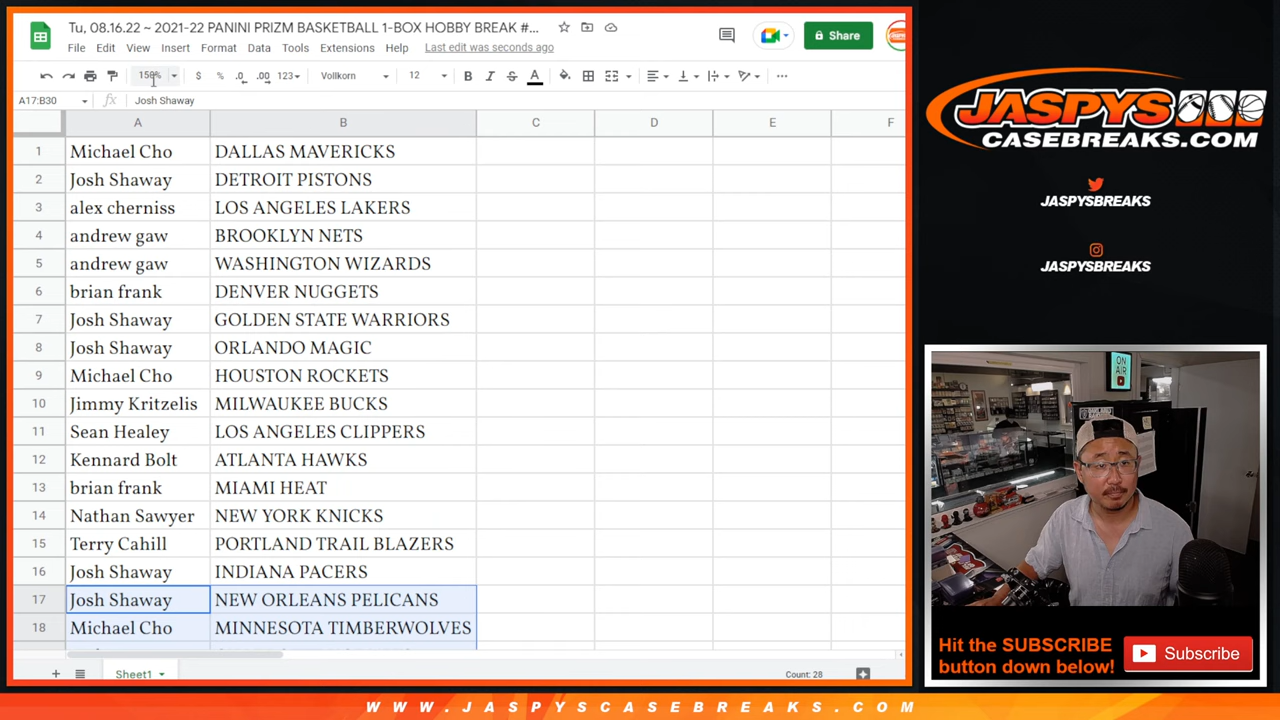 Tu, 08.16.22 ~ 2021-22 PANINI PRIZM BASKETBALL 1-BOX HOBBY BREAK #...
Share
File Edit View Insert Format Data Tools Extensions Help Last edit was seconds ago
150% $ % .0 .00 123 Vollkorn 12 B I S A
A17:B30 fx Josh Shaway
A B C D E F
1 Michael Cho DALLAS MAVERICKS
2 Josh Shaway DETROIT PISTONS
3 alex cherniss LOS ANGELES LAKERS
4 andrew gaw BROOKLYN NETS
5 andrew gaw WASHINGTON WIZARDS
6 brian frank DENVER NUGGETS
7 Josh Shaway GOLDEN STATE WARRIORS
8 Josh Shaway ORLANDO MAGIC
9 Michael Cho HOUSTON ROCKETS
10 Jimmy Kritzelis MILWAUKEE BUCKS
11 Sean Healey LOS ANGELES CLIPPERS
12 Kennard Bolt ATLANTA HAWKS
13 brian frank MIAMI HEAT
14 Nathan Sawyer NEW YORK KNICKS
15 Terry Cahill PORTLAND TRAIL BLAZERS
16 Josh Shaway INDIANA PACERS
17 Josh Shaway NEW ORLEANS PELICANS
18 Michael Cho MINNESOTA TIMBERWOLVES
Sheet1
Count: 28
JASPYS
CASEBREAKS.COM
JASPYSBREAKS
JASPYSBREAKS
ON
AIR
Hit the SUBSCRIBE
button down below!
Subscribe
WWW.JASPYSCASEBREAKS.COM